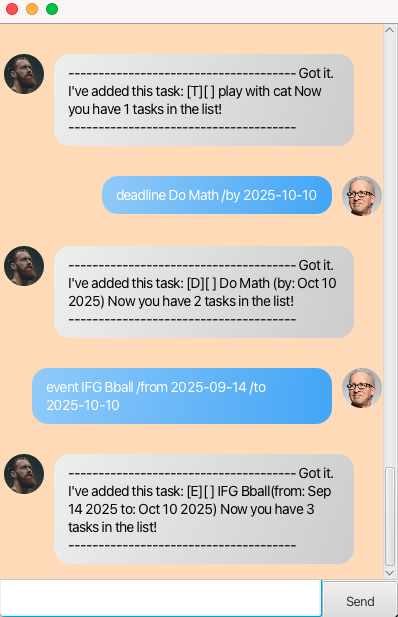 -------------------------------------- Got it.
I've added this task: [T][ ] play with cat Now
you have 1 tasks in the list!
--------------------------------------
deadline Do Math /by 2025-10-10
-------------------------------------- Got it.
I've added this task: [D][ ] Do Math (by: Oct 10
2025) Now you have 2 tasks in the list!
--------------------------------------
event IFG Bball /from 2025-09-14 /to
2025-10-10
-------------------------------------- Got it.
I've added this task: [E][ ] IFG Bball(from: Sep
14 2025 to: Oct 10 2025) Now you have 3
tasks in the list!
--------------------------------------
Send